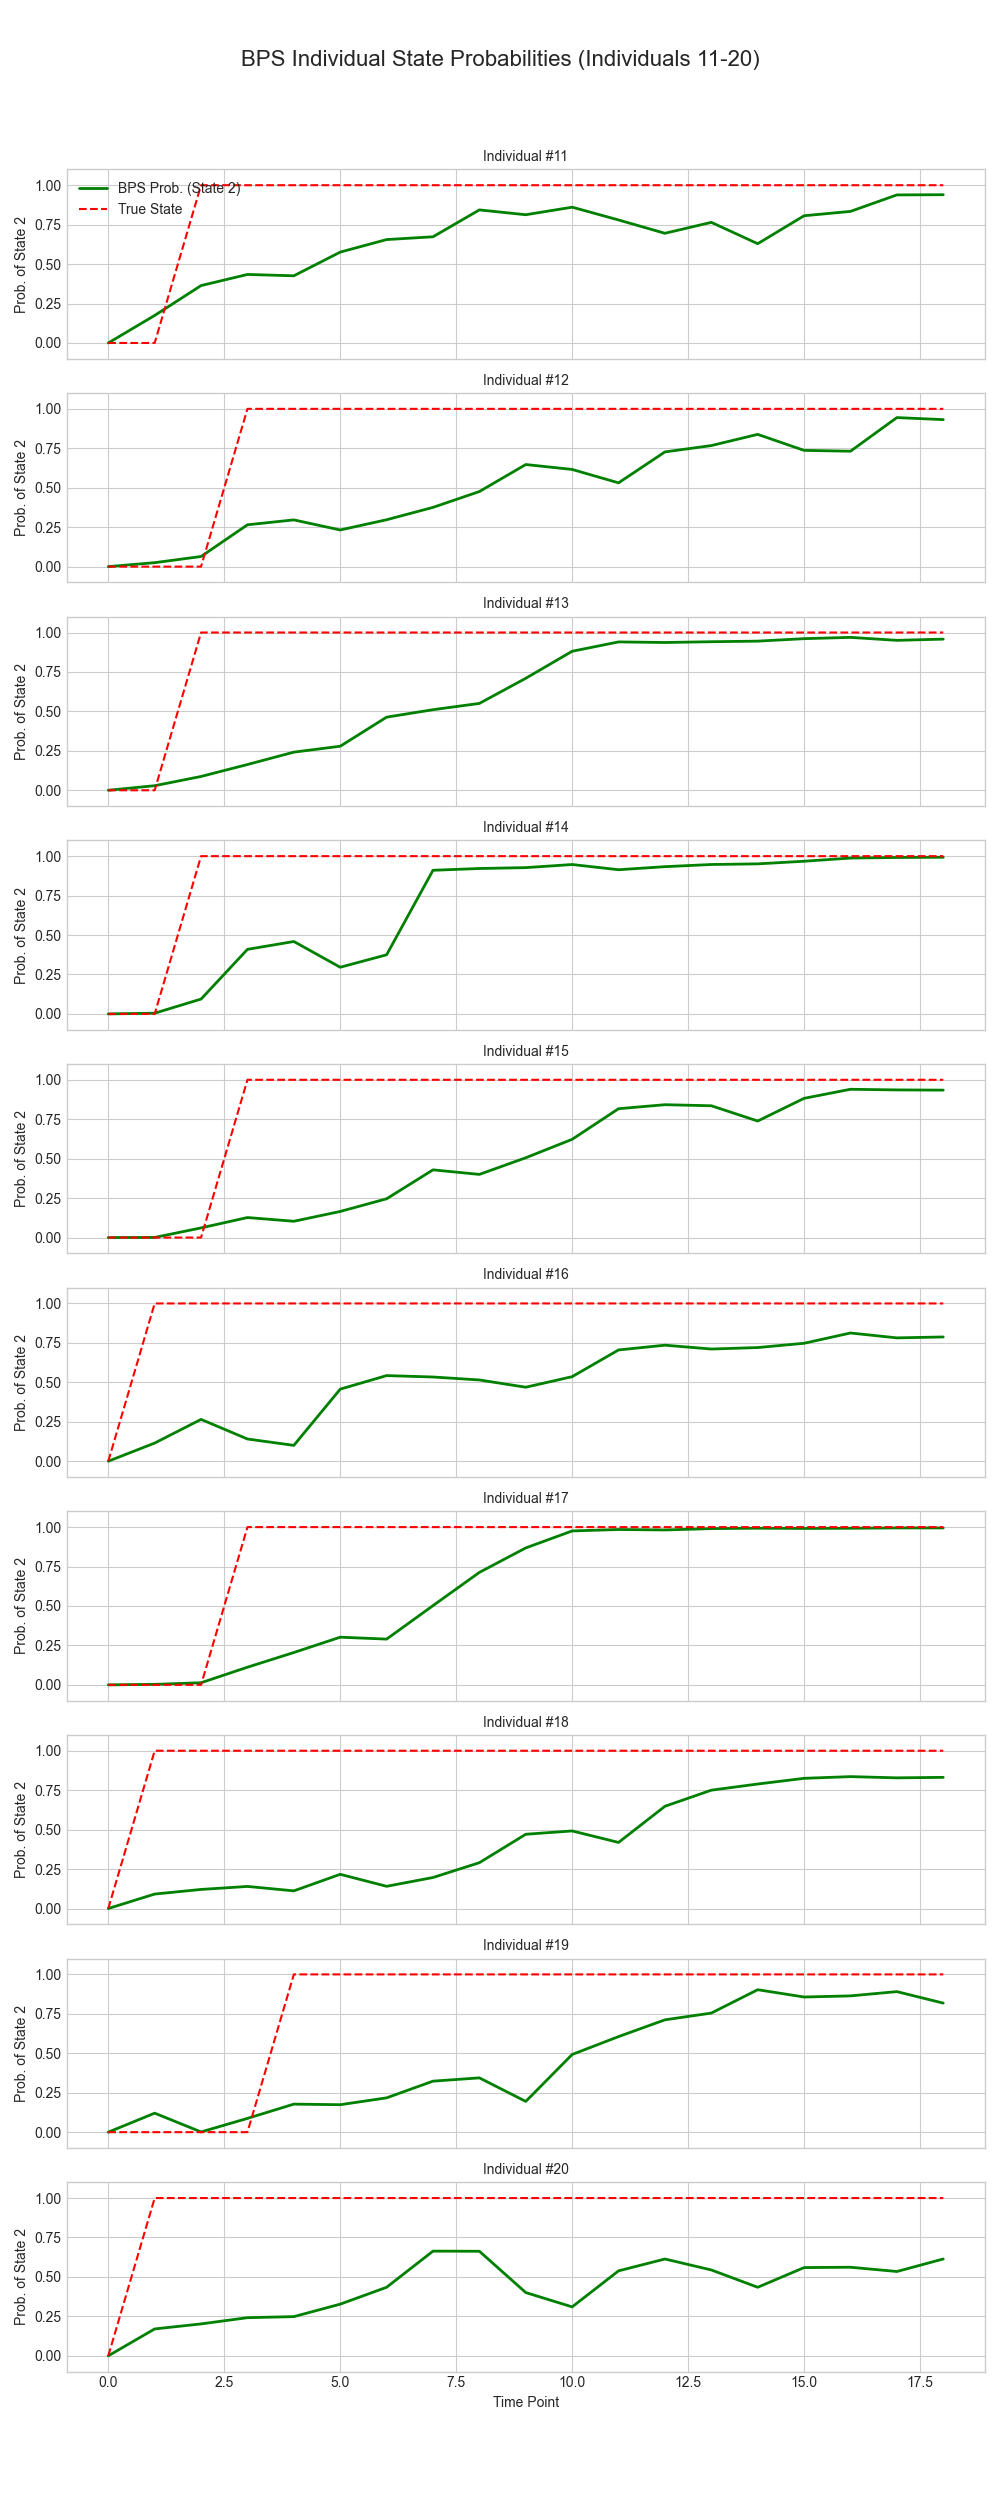 BPS Individual State Probabilities (Individuals 11-20)
Individual #11
BPS Prob. (State 2)
True State
Prob. of State 2
1.00
0.75
0.50
0.25
0.00
Individual #12
Prob. of State 2
1.00
0.75
0.50
0.25
0.00
Individual #13
Prob. of State 2
1.00
0.75
0.50
0.25
0.00
Individual #14
Prob. of State 2
1.00
0.75
0.50
0.25
0.00
Individual #15
Prob. of State 2
1.00
0.75
0.50
0.25
0.00
Individual #16
Prob. of State 2
1.00
0.75
0.50
0.25
0.00
Individual #17
Prob. of State 2
1.00
0.75
0.50
0.25
0.00
Individual #18
Prob. of State 2
1.00
0.75
0.50
0.25
0.00
Individual #19
Prob. of State 2
1.00
0.75
0.50
0.25
0.00
Individual #20
Prob. of State 2
1.00
0.75
0.50
0.25
0.00
0.0 2.5 5.0 7.5 10.0 12.5 15.0 17.5
Time Point